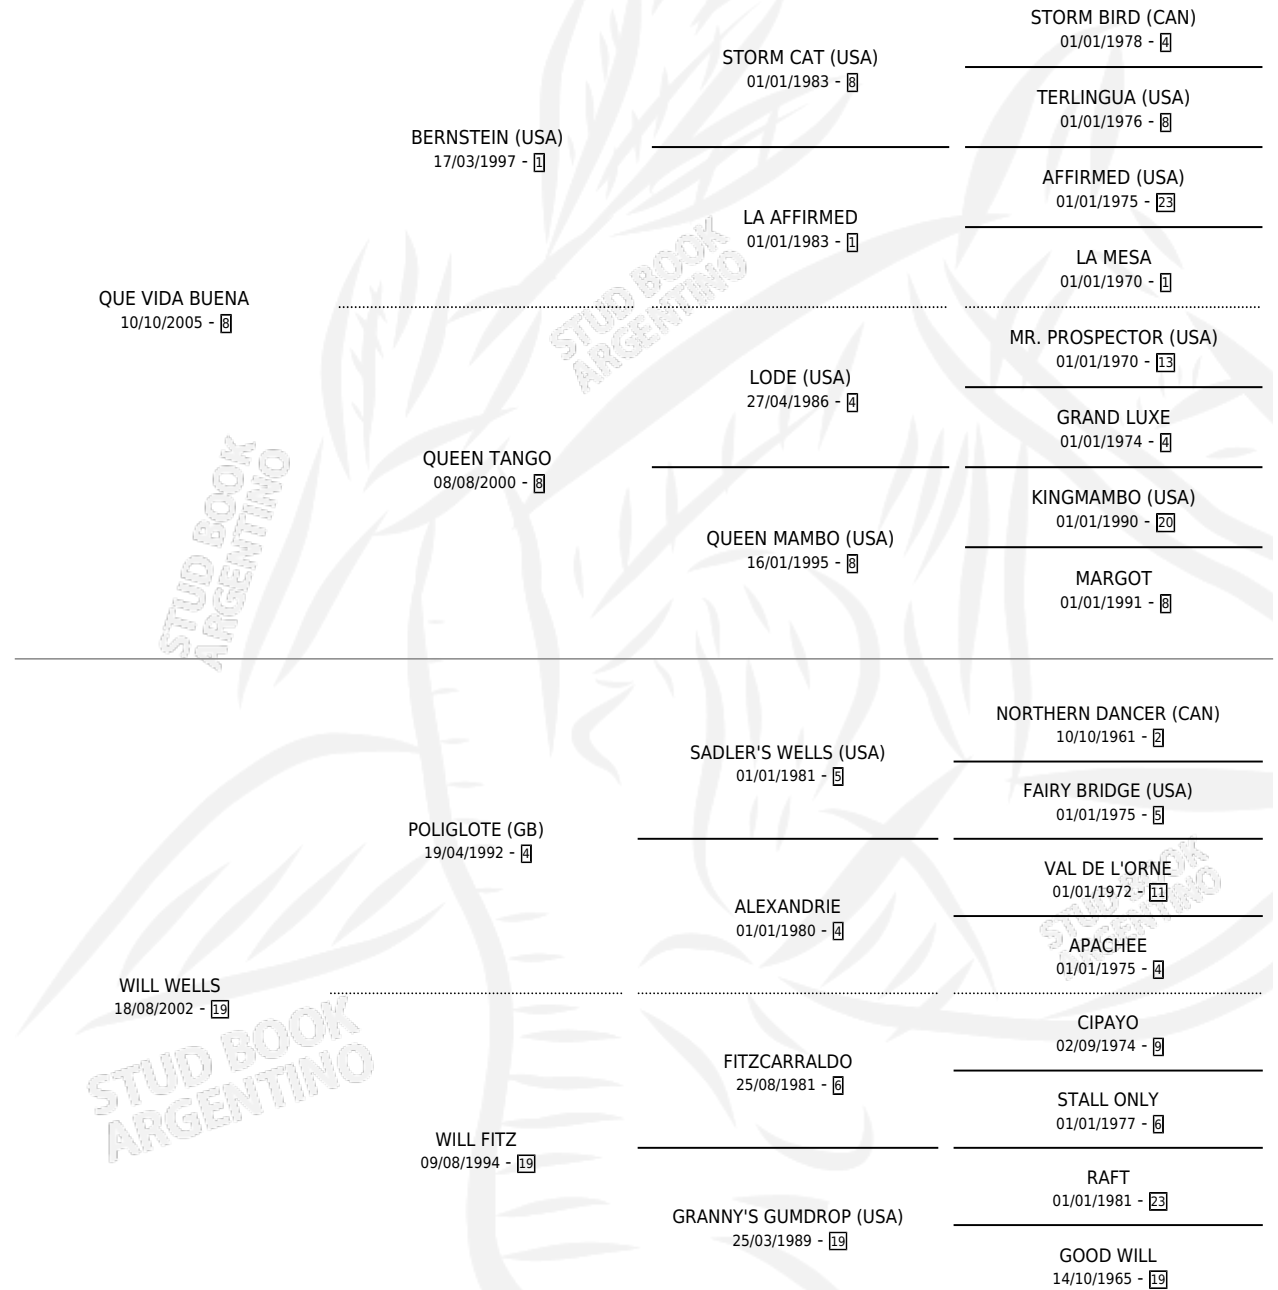 STORM BIRD (CAN)
01/01/1978 - 4
STORM CAT (USA)
01/01/1983 - 8
TERLINGUA (USA)
01/01/1976 - 8
BERNSTEIN (USA)
17/03/1997 - 1
AFFIRMED (USA)
01/01/1975 - 23
LA AFFIRMED
01/01/1983 - 1
LA MESA
01/01/1970 - 1
QUE VIDA BUENA
10/10/2005 - 8
MR. PROSPECTOR (USA)
01/01/1970 - 13
LODE (USA)
27/04/1986 - 4
GRAND LUXE
01/01/1974 - 4
QUEEN TANGO
08/08/2000 - 8
KINGMAMBO (USA)
01/01/1990 - 20
QUEEN MAMBO (USA)
16/01/1995 - 8
MARGOT
01/01/1991 - 8
STUD BOOK
ARGENTINO
STUD BOOK
ARGENTINO
NORTHERN DANCER (CAN)
10/10/1961 - 2
SADLER'S WELLS (USA)
01/01/1981 - 5
FAIRY BRIDGE (USA)
01/01/1975 - 5
POLIGLOTE (GB)
19/04/1992 - 4
VAL DE L'ORNE
01/01/1972 - 11
ALEXANDRIE
01/01/1980 - 4
APACHEE
01/01/1975 - 4
WILL WELLS
18/08/2002 - 19
CIPAYO
02/09/1974 - 9
FITZCARRALDO
25/08/1981 - 6
STALL ONLY
01/01/1977 - 6
WILL FITZ
09/08/1994 - 19
RAFT
01/01/1981 - 23
GRANNY'S GUMDROP (USA)
25/03/1989 - 19
GOOD WILL
14/10/1965 - 19
STUD BOOK
ARGENTINO
STUD BOOK
ARGENTINO